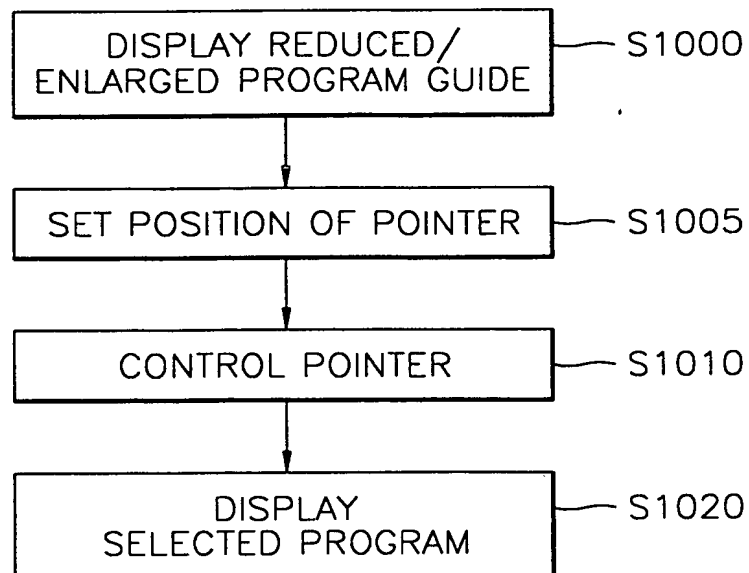 DISPLAY REDUCED/
ENLARGED PROGRAM GUIDE
S1000
SET POSITION OF POINTER
S1005
CONTROL POINTER
S1010
DISPLAY
SELECTED PROGRAM
S1020